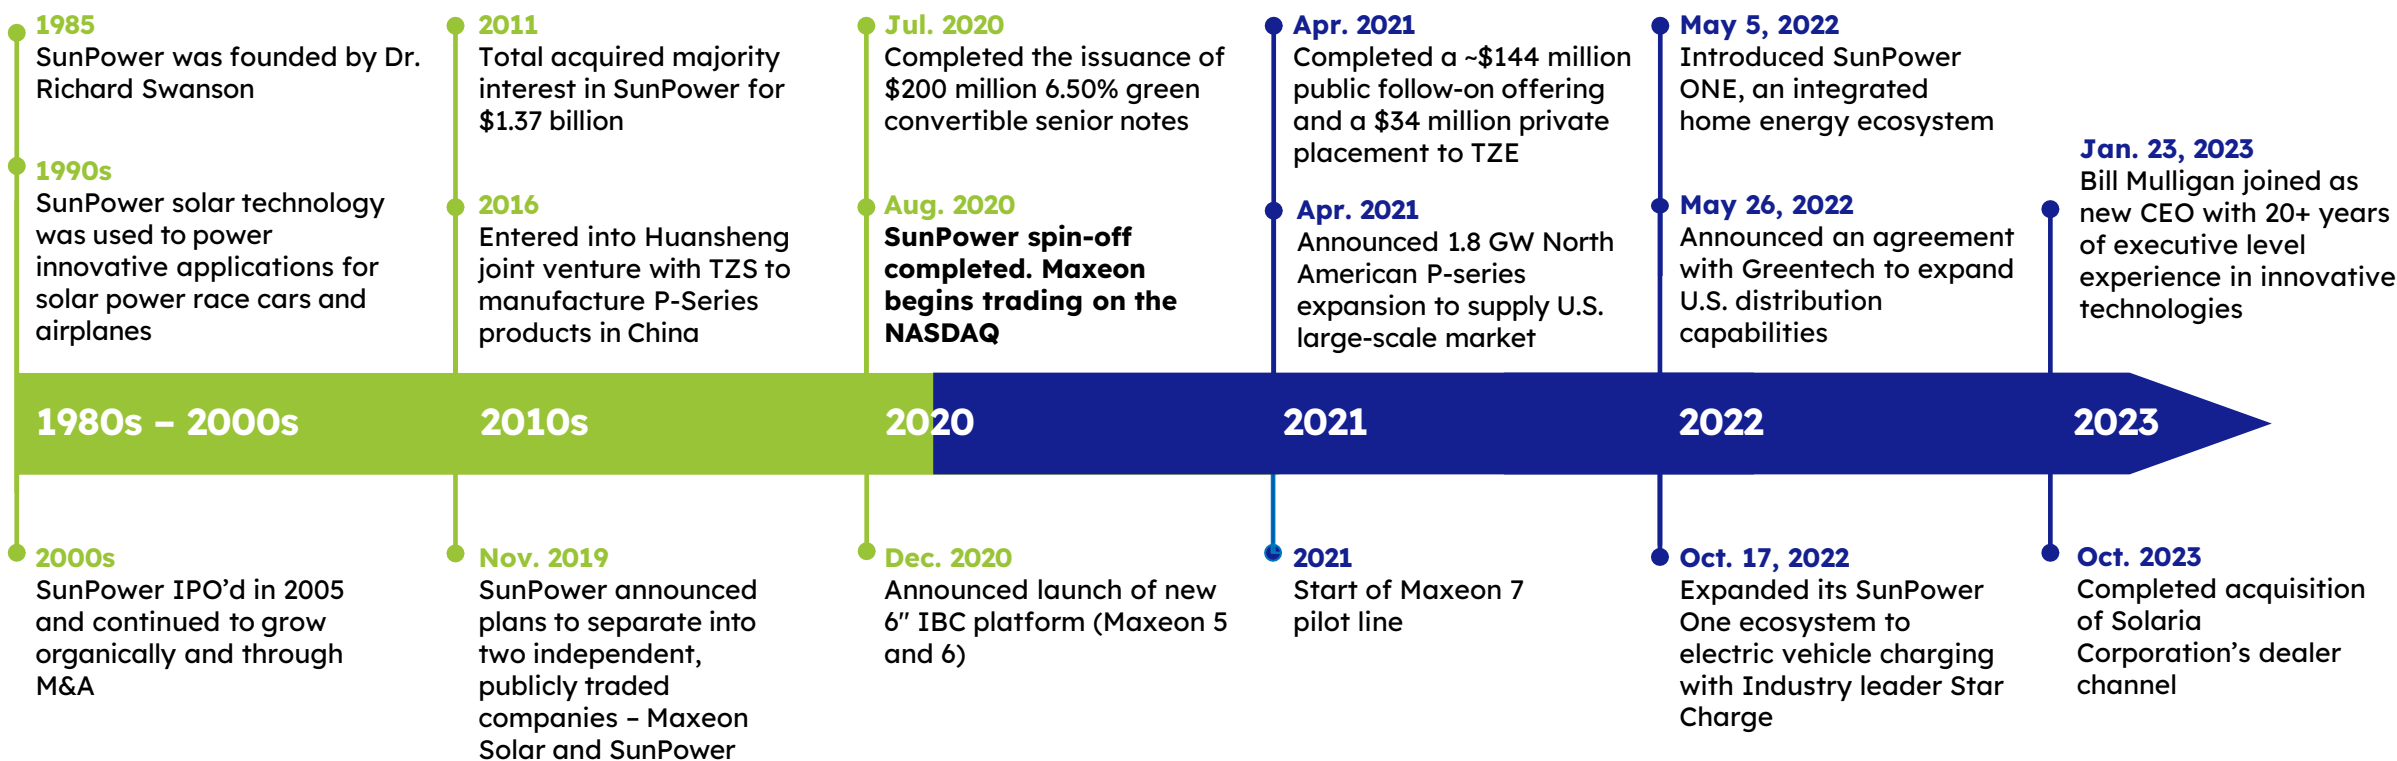 1985
SunPower was founded by Dr.
Richard Swanson
1990s
SunPower solar technology
was used to power
innovative applications for
solar power race cars and
airplanes
2011
Total acquired majority
interest in SunPower for
$1.37 billion
2016
Entered into Huansheng
joint venture with TZS to
manufacture P-Series
products in China
Jul. 2020
Completed the issuance of
$200 million 6.50% green
convertible senior notes
Aug. 2020
SunPower spin-off
completed. Maxeon
begins trading on the
NASDAQ
Apr. 2021
Completed a ~$144 million
public follow-on offering
and a $34 million private
placement to TZE
Apr. 2021
Announced 1.8 GW North
American P-series
expansion to supply U.S.
large-scale market
May 5, 2022
Introduced SunPower
ONE, an integrated
home energy ecosystem
May 26, 2022
Announced an agreement
with Greentech to expand
U.S. distribution
capabilities
Jan. 23, 2023
Bill Mulligan joined as
new CEO with 20+ years
of executive level
experience in innovative
technologies
1980s – 2000s
2010s
2020
2021
2022
2023
2000s
SunPower IPO’d in 2005
and continued to grow
organically and through
M&A
Nov. 2019
SunPower announced
plans to separate into
two independent,
publicly traded
companies – Maxeon
Solar and SunPower
Dec. 2020
Announced launch of new
6" IBC platform (Maxeon 5
and 6)
2021
Start of Maxeon 7
pilot line
Oct. 17, 2022
Expanded its SunPower
One ecosystem to
electric vehicle charging
with Industry leader Star
Charge
Oct. 2023
Completed acquisition
of Solaria
Corporation’s dealer
channel